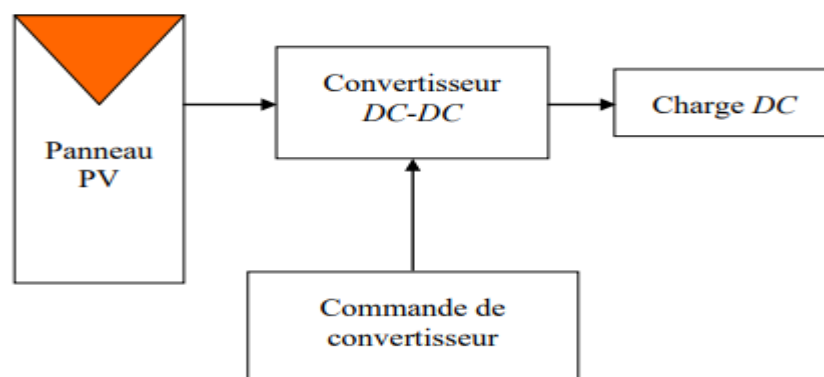 Panneau
PV
Convertisseur
DC-DC
Charge DC
Commande de
convertisseur